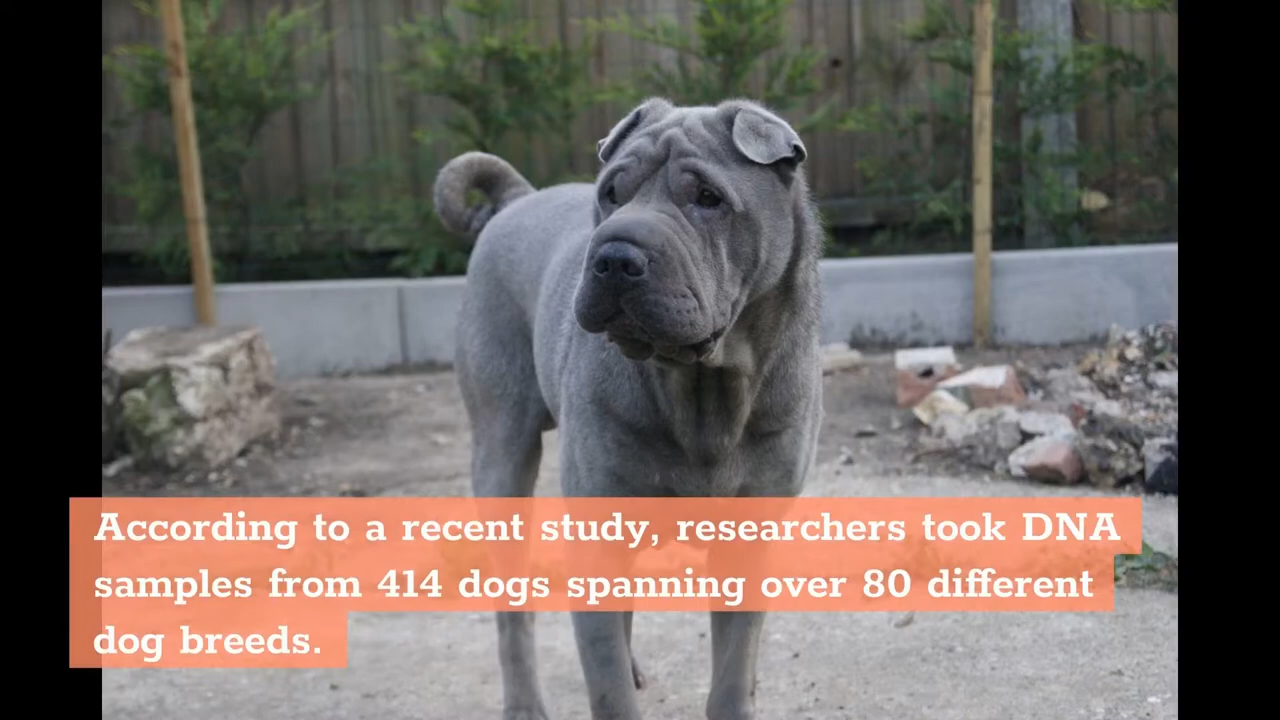 According to a recent study, researchers took DNA
samples from 414 dogs spanning over 80 different
dog breeds.